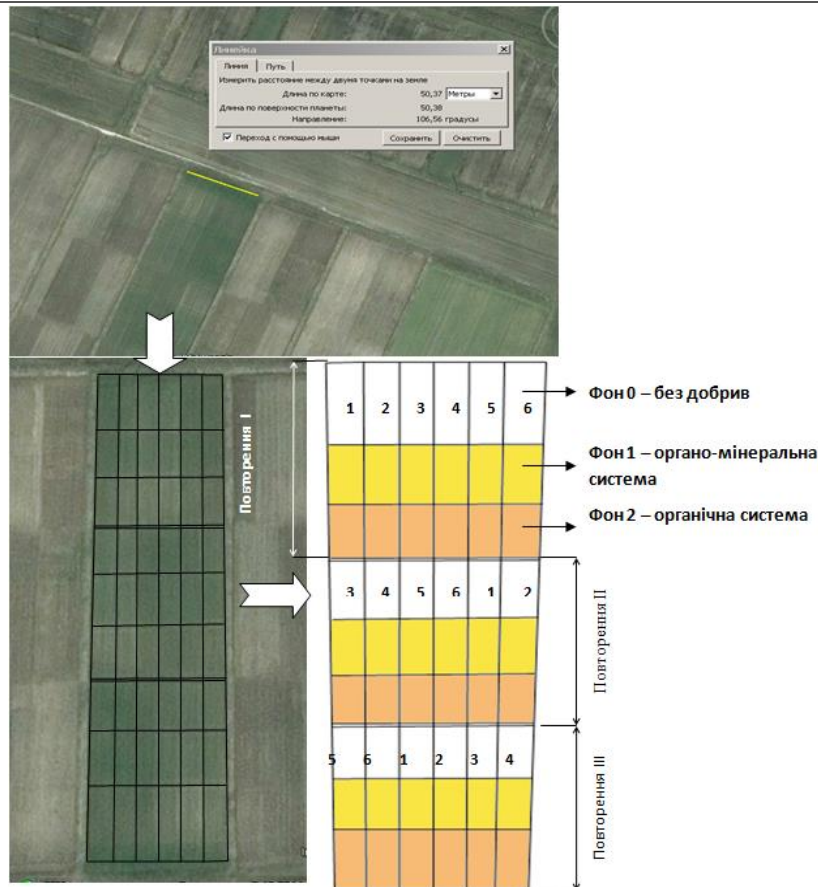 Линейка
Линия Путь
Измерить расстояние между двумя точками на земле
Длина по карте: 50,37 Метры
Длина по поверхности планеты: 50,38
Направление: 106,56 градусы
Переход с помощью мыши Сохранить Очистить
Повторення I
1 2 3 4 5 6
Фон 0 – без добрив
Фон 1 – органо-мінеральна
система
Фон 2 – органічна система
3 4 5 6 1 2
Повторення II
5 6 1 2 3 4
Повторення III